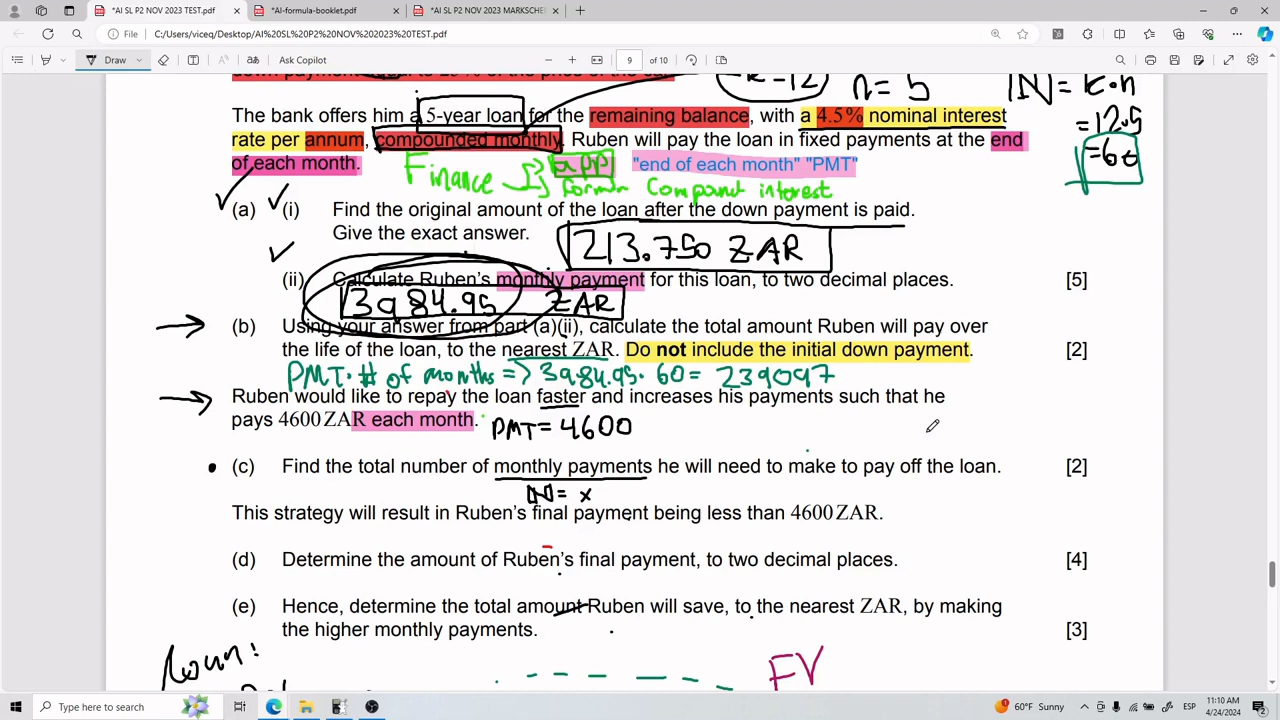 *AI SL P2 NOV 2023 TEST.pdf
*AI-formula-booklet.pdf
*AI SL P2 NOV 2023 MARKSCHE
File
C:/Users/viceq/Desktop/AI%20SL%20P2%20NOV%202023%20TEST.pdf
Draw
Ask Copilot
9 of 10
k=12
n=5
N=k·n
The bank offers him a 5-year loan for the remaining balance, with a 4.5% nominal interest
=12·5
rate per annum, compounded monthly. Ruben will pay the loan in fixed payments at the end
=60
of each month.
Finance
app
"end of each month" "PMT"
Compound interest
(a) (i) Find the original amount of the loan after the down payment is paid.
Give the exact answer.
213.750 ZAR
(ii) Calculate Ruben's monthly payment for this loan, to two decimal places. [5]
3984.95 ZAR
(b) Using your answer from part (a)(ii), calculate the total amount Ruben will pay over
the life of the loan, to the nearest ZAR. Do not include the initial down payment. [2]
PMT·# of months => 3984.95·60= 239097
Ruben would like to repay the loan faster and increases his payments such that he
pays 4600 ZAR each month.
PMT=4600
(c) Find the total number of monthly payments he will need to make to pay off the loan. [2]
N= x
This strategy will result in Ruben's final payment being less than 4600 ZAR.
(d) Determine the amount of Ruben's final payment, to two decimal places. [4]
(e) Hence, determine the total amount Ruben will save, to the nearest ZAR, by making
the higher monthly payments. [3]
Loan:
FV
Type here to search
60°F Sunny
ESP
11:10 AM
4/24/2024